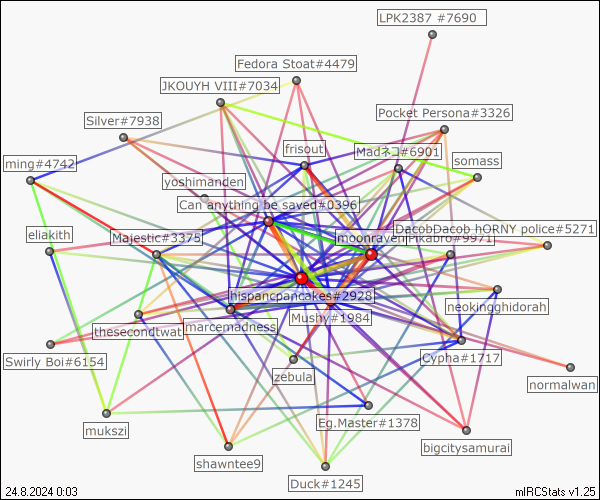 LPK2387 #7690
Fedora Stoat#4479
JKOUYH VIII#7034
Pocket Persona#3326
Silver#7938
frisout
Madネコ#6901
ming#4742
somass
yoshimanden
Can anything be saved#0396
DacobDacob hORNY police#5271
eliakith
Majestic#3375
moonraven
Pikabro#9971
hispancpancakes#2928
neokingghidorah
Mushy#1984
marcemadness
thesecondtwat
Swirly Boi#6154
Cypha#1717
zebula
normalwan
mukszi
Eg.Master#1378
bigcitysamurai
shawntee9
Duck#1245
24.8.2024 0:03
mIRCStats v1.25